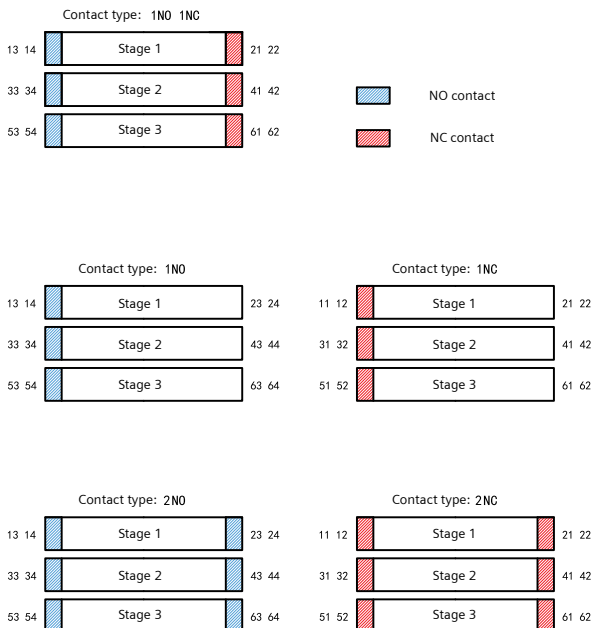 Contact type: 1NO 1NC
13 14 Stage 1 21 22
33 34 Stage 2 41 42
53 54 Stage 3 61 62
NO contact
NC contact
Contact type: 1NO
13 14 Stage 1 23 24
33 34 Stage 2 43 44
53 54 Stage 3 63 64
Contact type: 1NC
11 12 Stage 1 21 22
31 32 Stage 2 41 42
51 52 Stage 3 61 62
Contact type: 2NO
13 14 Stage 1 23 24
33 34 Stage 2 43 44
53 54 Stage 3 63 64
Contact type: 2NC
11 12 Stage 1 21 22
31 32 Stage 2 41 42
51 52 Stage 3 61 62